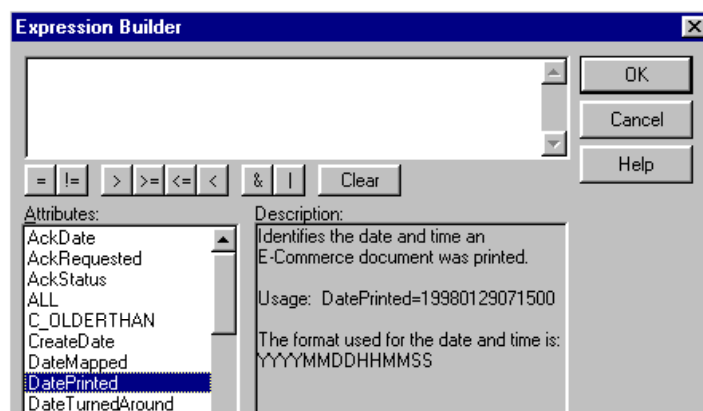 Expression Builder
OK
Cancel
Help
= != > >= <= < & | Clear
Attributes:
AckDate
AckRequested
AckStatus
ALL
C_OLDERTHAN
CreateDate
DateMapped
DatePrinted
DateTurnedAround
Description:
Identifies the date and time an
E-Commerce document was printed.
Usage: DatePrinted=19980129071500
The format used for the date and time is:
YYYYMMDDHHMMSS